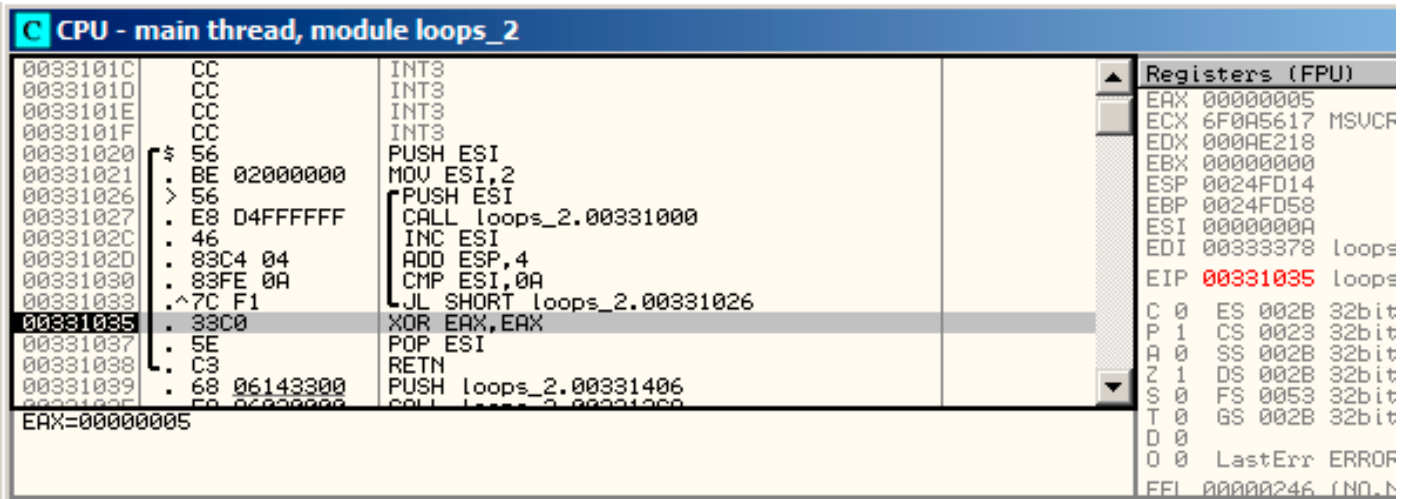 C CPU - main thread, module loops_2
0033101C CC INT3
0033101D CC INT3
0033101E CC INT3
0033101F CC INT3
00331020 $ 56 PUSH ESI
00331021 . BE 02000000 MOV ESI,2
00331026 > 56 PUSH ESI
00331027 . E8 D4FFFFFF CALL loops_2.00331000
0033102C . 46 INC ESI
0033102D . 83C4 04 ADD ESP,4
00331030 . 83FE 0A CMP ESI,0A
00331033 .^7C F1 JL SHORT loops_2.00331026
00331035 . 33C0 XOR EAX,EAX
00331037 . 5E POP ESI
00331038 . C3 RETN
00331039 . 68 06143300 PUSH loops_2.00331406
EAX=00000005
Registers (FPU)
EAX 00000005
ECX 6F0A5617 MSVCR
EDX 000AE218
EBX 00000000
ESP 0024FD14
EBP 0024FD58
ESI 0000000A
EDI 00333378 loops
EIP 00331035 loops
C 0 ES 002B 32bit
P 1 CS 0023 32bit
A 0 SS 002B 32bit
Z 1 DS 002B 32bit
S 0 FS 0053 32bit
T 0 GS 002B 32bit
D 0
O 0 LastErr ERROR
EFL 00000246 (NO,N